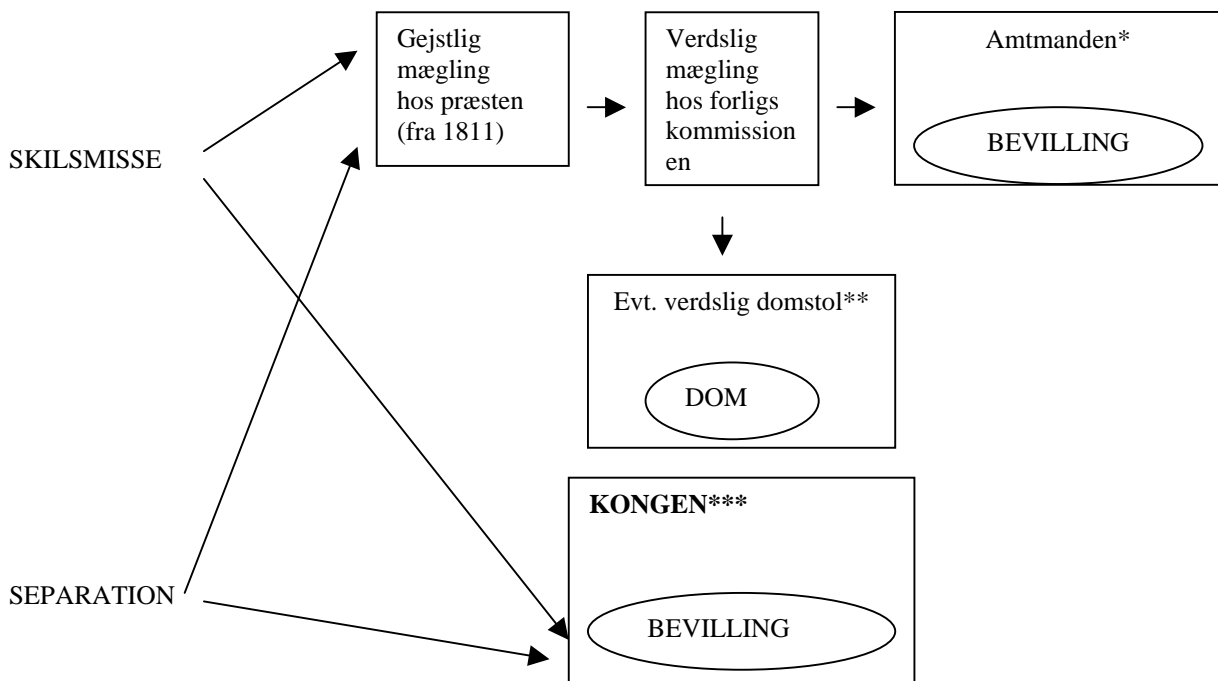 Gejstlig
mægling
hos præsten
(fra 1811)
Verdslig
mægling
hos forligs
kommission
en
Amtmanden*
BEVILLING
SKILSMISSE
Evt. verdslig domstol**
DOM
KONGEN***
SEPARATION
BEVILLING